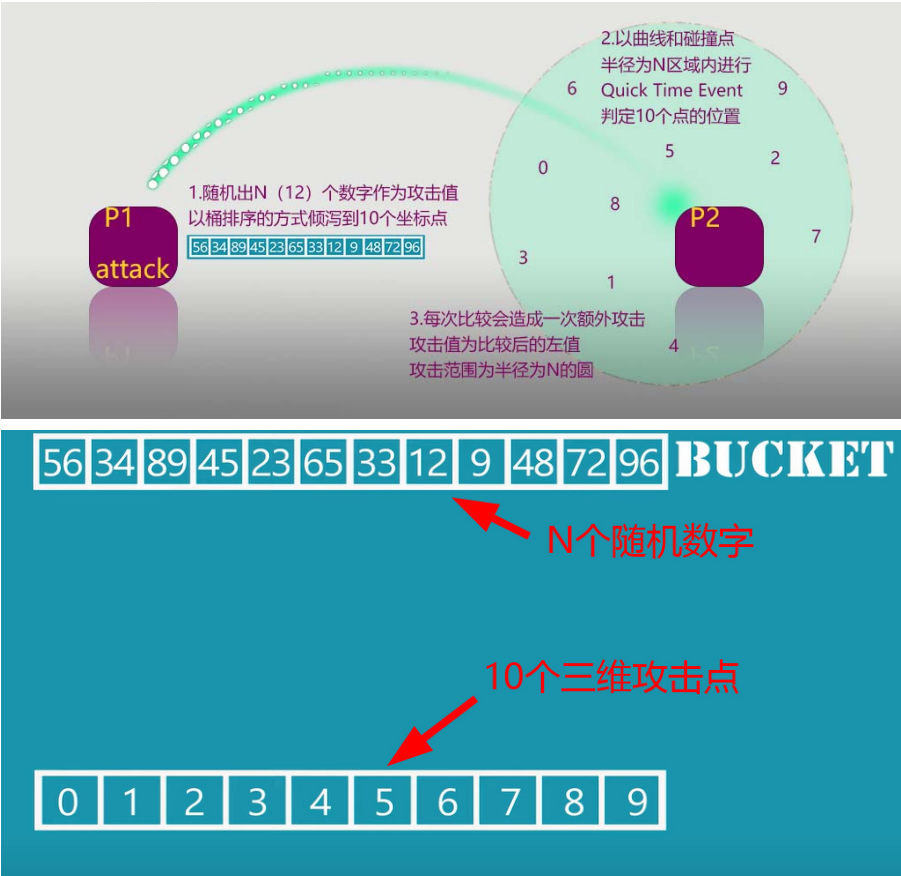 2.以曲线和碰撞点
半径为N区域内进行
Quick Time Event
判定10个点的位置
6
9
5
2
0
8
7
3
1
4
1.随机出N（12）个数字作为攻击值
以桶排序的方式倾泻到10个坐标点
56 34 89 45 23 65 33 12 9 48 72 96
P1
attack
P2
3.每次比较会造成一次额外攻击
攻击值为比较后的左值
攻击范围为半径为N的圆
P1
P2
56 34 89 45 23 65 33 12 9 48 72 96 BUCKET
N个随机数字
10个三维攻击点
0 1 2 3 4 5 6 7 8 9